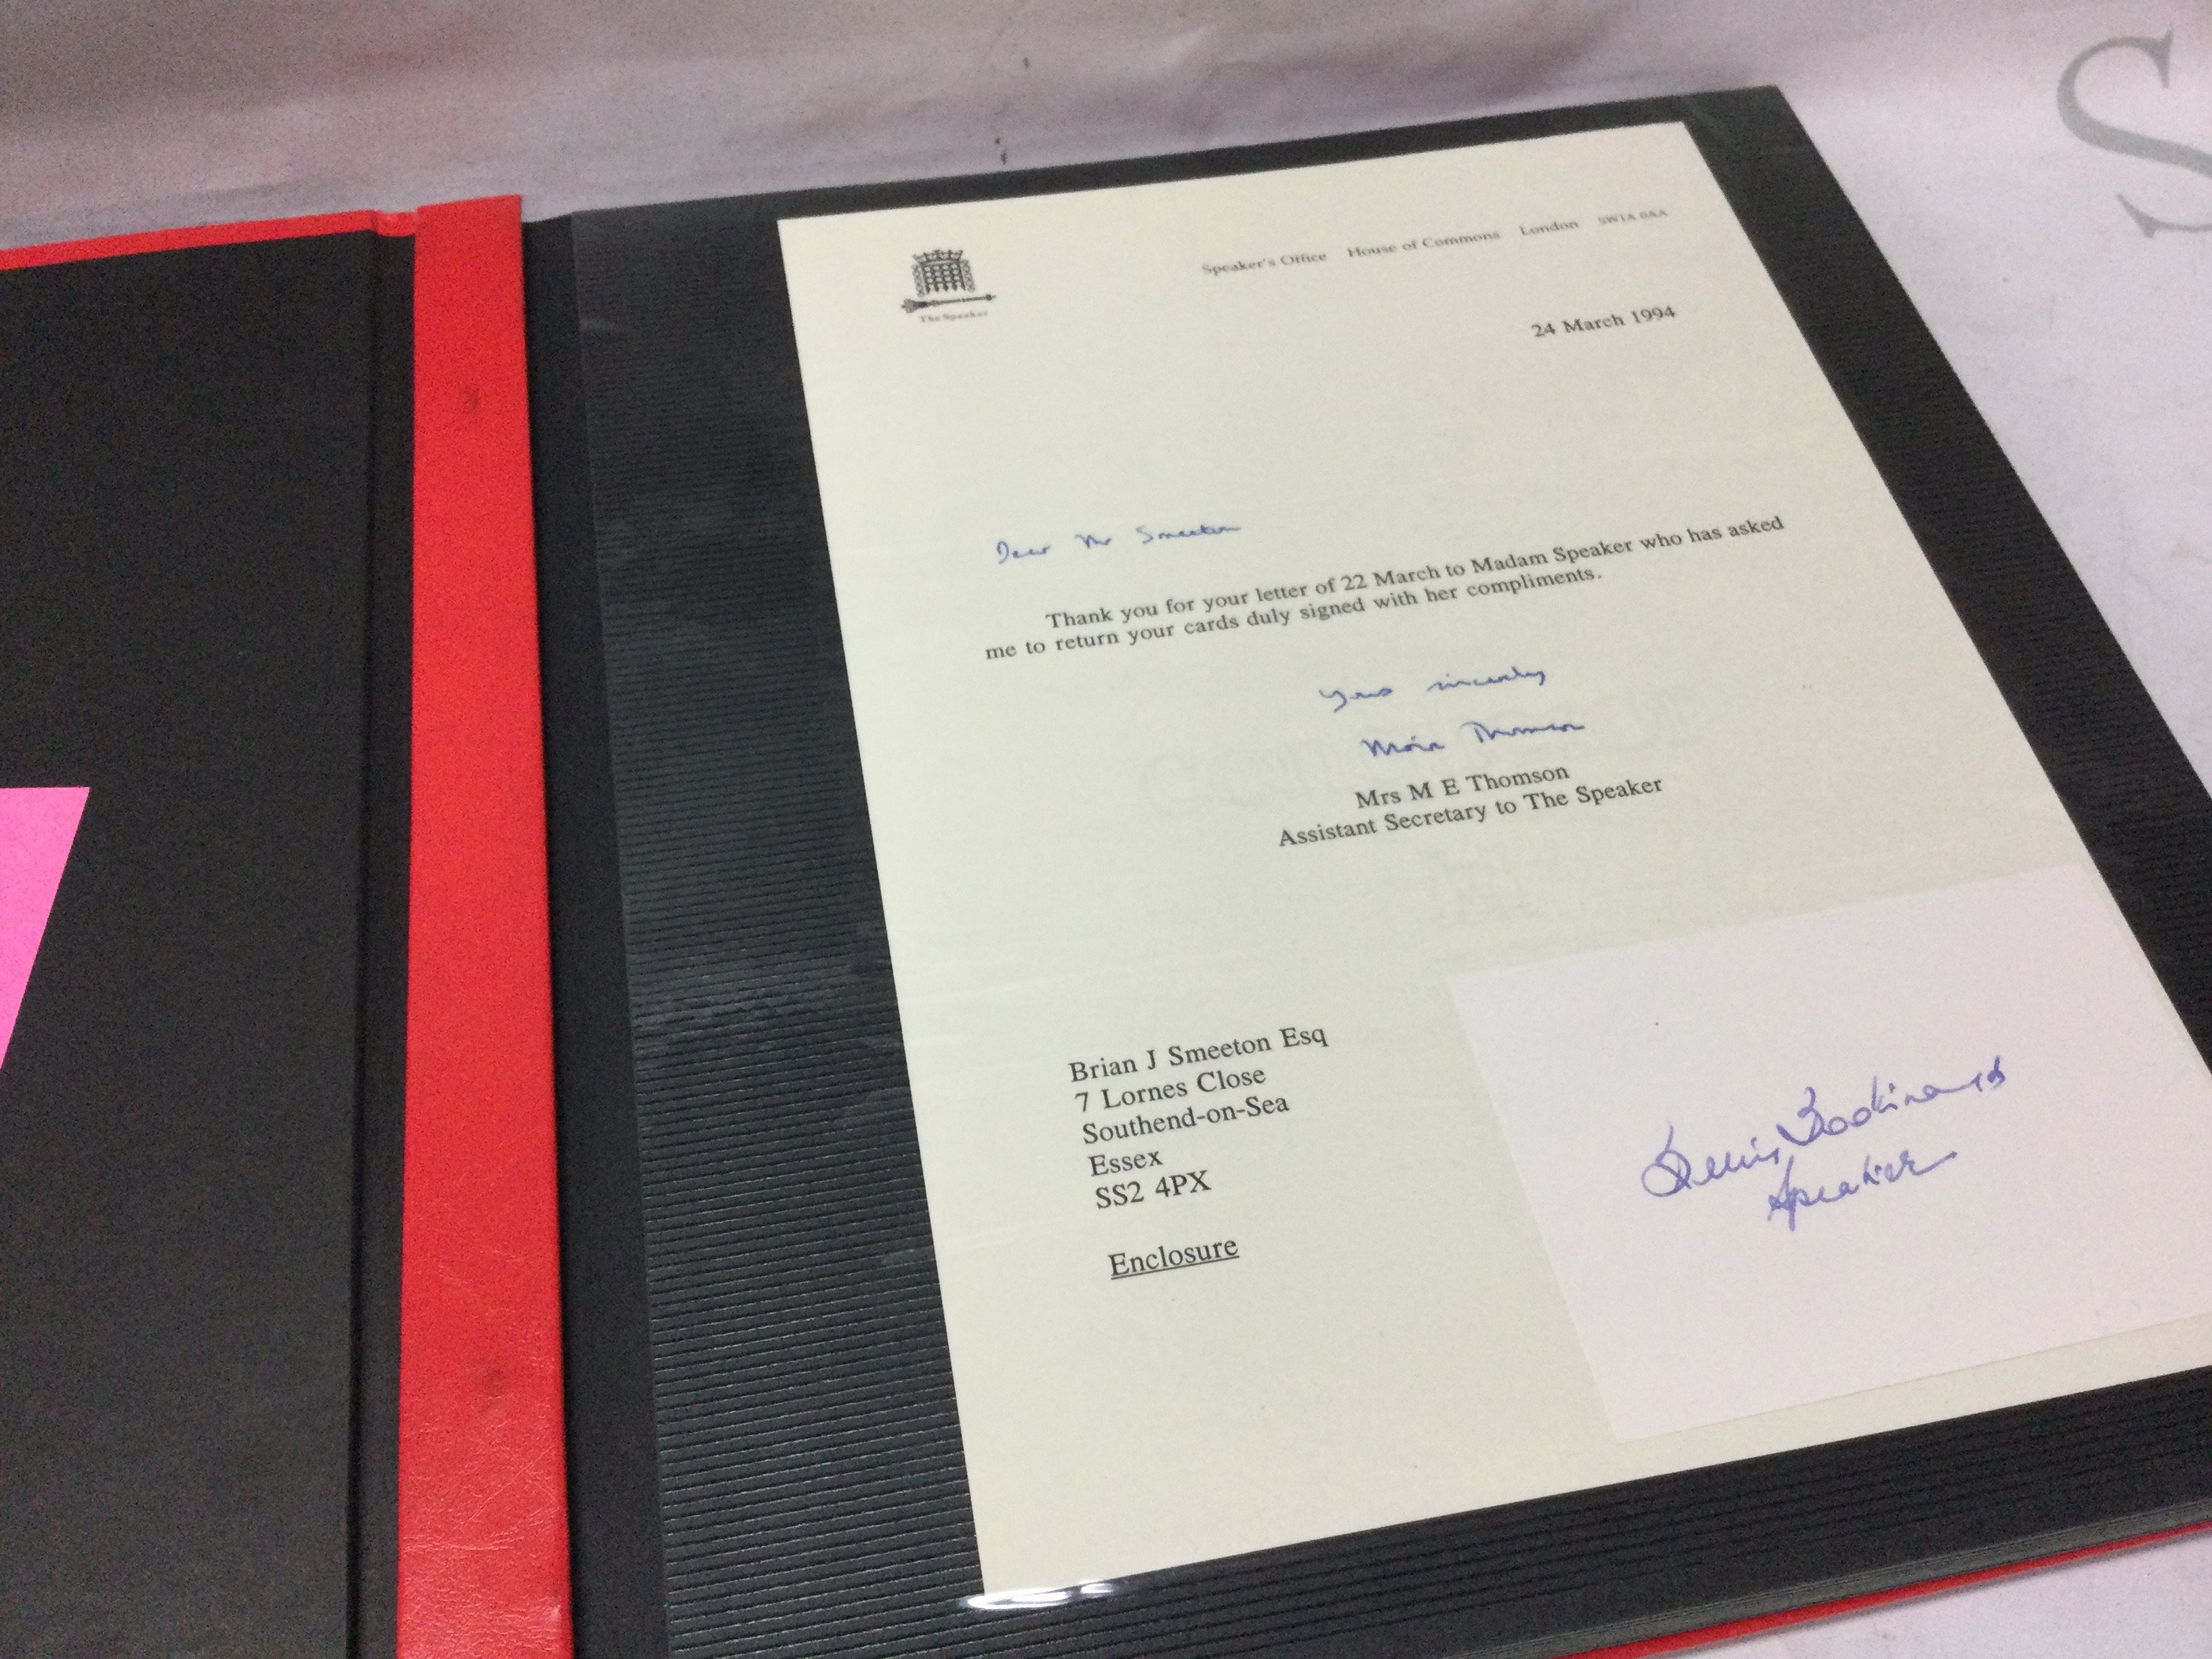 S
The Speaker
Speaker's Office House of Commons London SW1A 0AA
24 March 1994
Dear Mr Smeeton
Thank you for your letter of 22 March to Madam Speaker who has asked
me to return your cards duly signed with her compliments.
Yours sincerely
Moira Thomson
Mrs M E Thomson
Assistant Secretary to The Speaker
Brian J Smeeton Esq
7 Lornes Close
Southend-on-Sea
Essex
SS2 4PX
Enclosure
Speaker